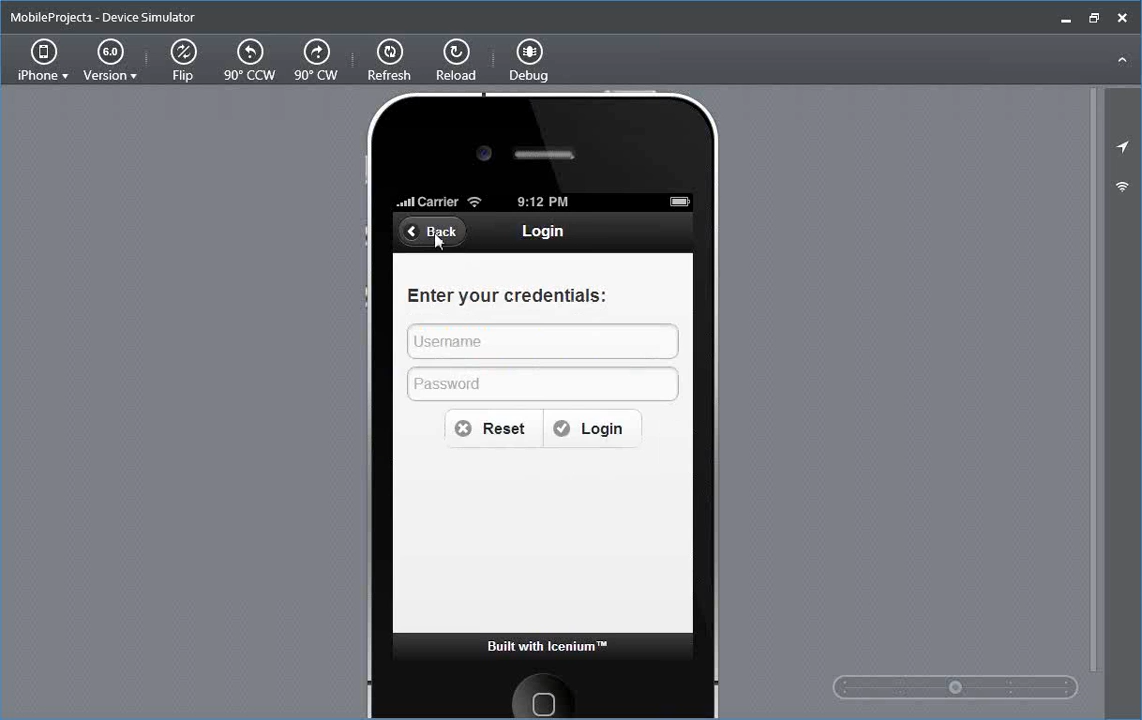 MobileProject1 - Device Simulator
6.0
iPhone Version Flip 90° CCW 90° CW Refresh Reload Debug
Carrier 9:12 PM
Back Login
Enter your credentials:
Username
Password
Reset Login
Built with Icenium™